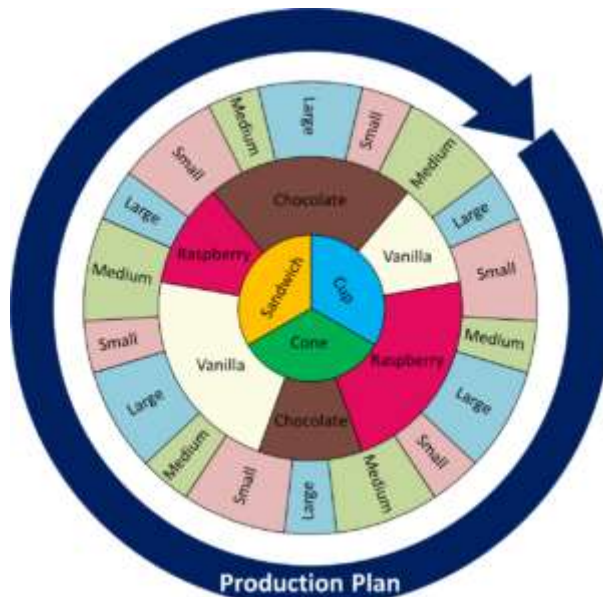 Large
Small
Medium
Large
Small
Medium
Large
Small
Medium
Large
Small
Medium
Large
Small
Medium
Large
Small
Medium
Chocolate
Vanilla
Raspberry
Chocolate
Vanilla
Raspberry
Sandwich
Cup
Cone
Production Plan